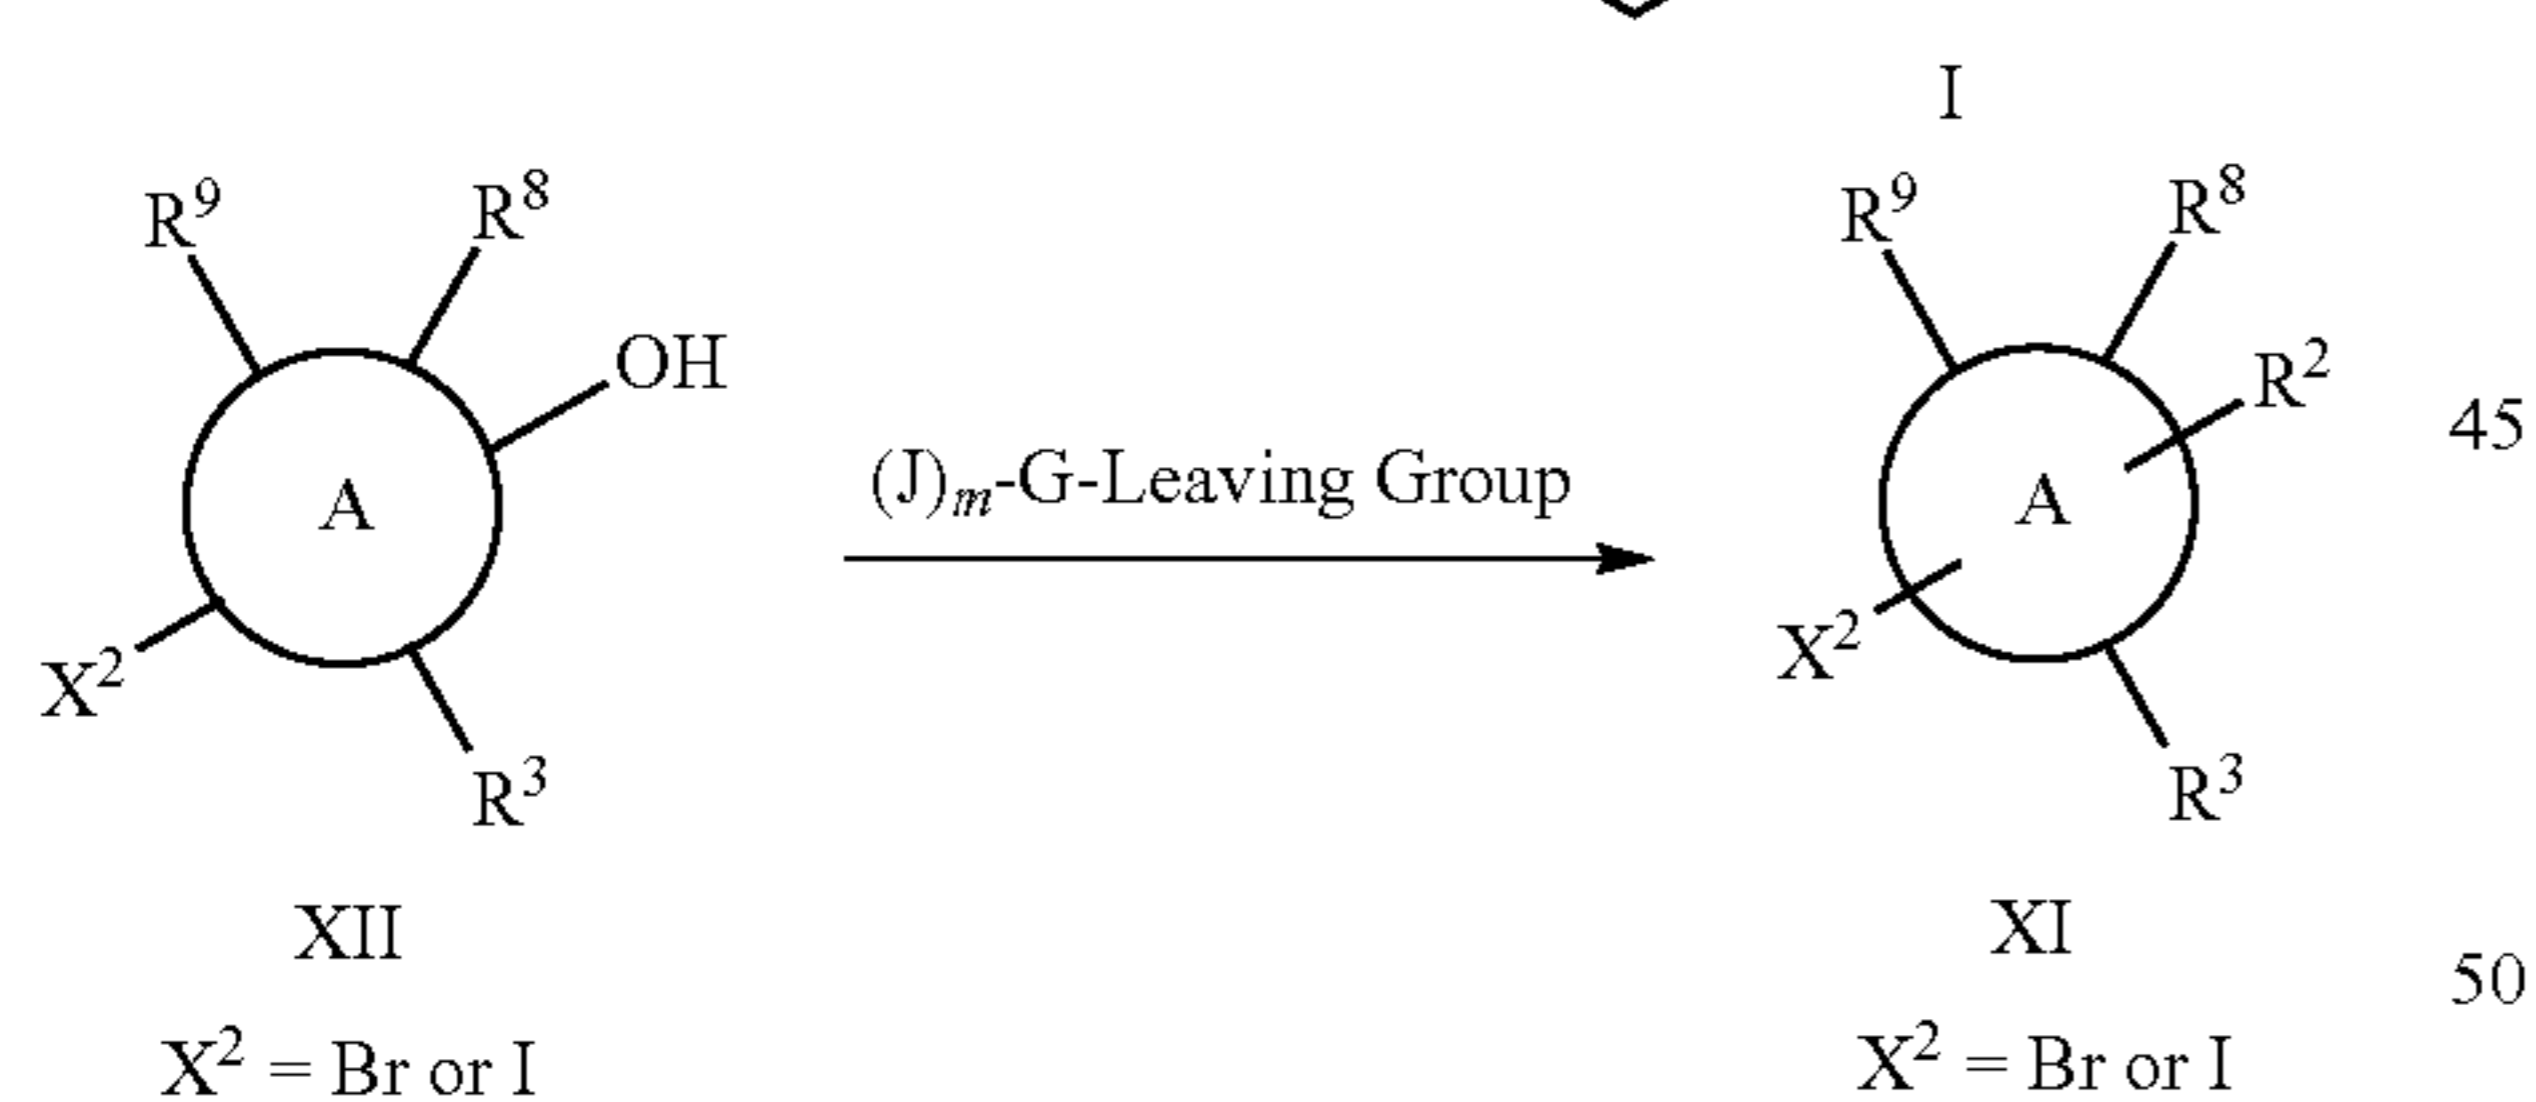 I
R⁹ R⁸ R⁹ R⁸
OH R² 45
(J)ₘ-G-Leaving Group
A A
X² X²
R³ R³
XII XI
50
X² = Br or I X² = Br or I